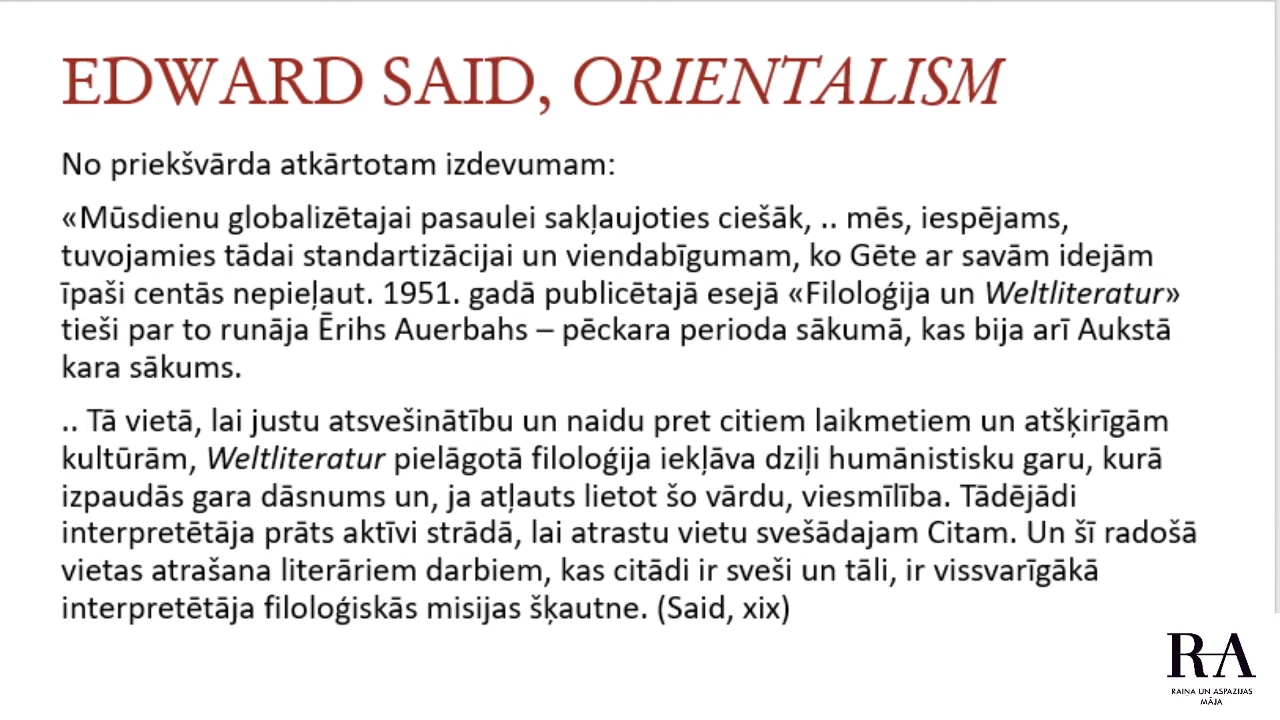 EDWARD SAID, ORIENTALISM
No priekšvārda atkārtotam izdevumam:
«Mūsdienu globalizētajai pasaulei sakļaujoties ciešāk, .. mēs, iespējams,
tuvojamies tādai standartizācijai un viendabīgumam, ko Gēte ar savām idejām
īpaši centās nepieļaut. 1951. gadā publicētajā esejā «Filoloģija un Weltliteratur»
tieši par to runāja Ērihs Auerbahs – pēckara perioda sākumā, kas bija arī Aukstā
kara sākums.
.. Tā vietā, lai justu atsvešinātību un naidu pret citiem laikmetiem un atšķirīgām
kultūrām, Weltliteratur pielāgotā filoloģija iekļāva dziļi humānistisku garu, kurā
izpaudās gara dāsnums un, ja atļauts lietot šo vārdu, viesmīlība. Tādējādi
interpretētāja prāts aktīvi strādā, lai atrastu vietu svešādajam Citam. Un šī radošā
vietas atrašana literāriem darbiem, kas citādi ir sveši un tāli, ir vissvarīgākā
interpretētāja filoloģiskās misijas šķautne. (Said, xix)
RA
RAIŅA UN ASPAZIJAS
MĀJA